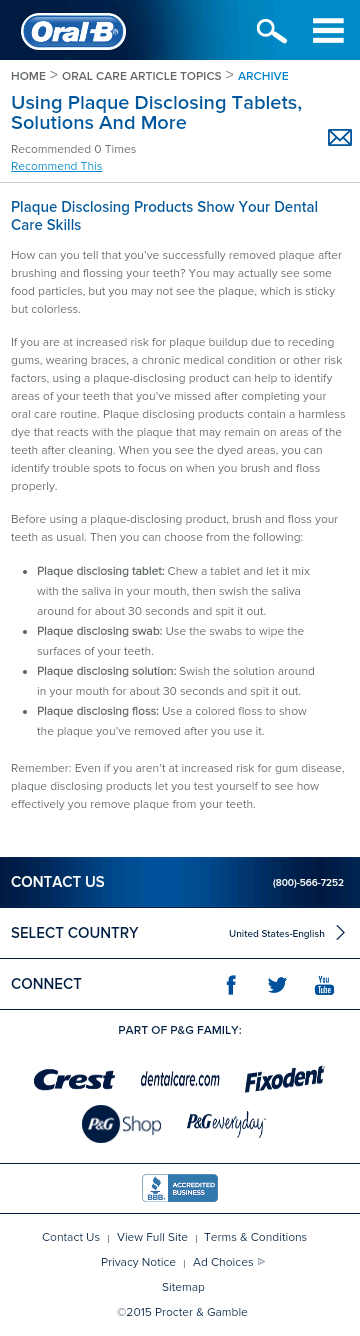 Oral-B
HOME > ORAL CARE ARTICLE TOPICS > ARCHIVE
Using Plaque Disclosing Tablets,
Solutions And More
Recommended 0 Times
Recommend This
Plaque Disclosing Products Show Your Dental
Care Skills
How can you tell that you’ve successfully removed plaque after
brushing and flossing your teeth? You may actually see some
food particles, but you may not see the plaque, which is sticky
but colorless.
If you are at increased risk for plaque buildup due to receding
gums, wearing braces, a chronic medical condition or other risk
factors, using a plaque-disclosing product can help to identify
areas of your teeth that you’ve missed after completing your
oral care routine. Plaque disclosing products contain a harmless
dye that reacts with the plaque that may remain on areas of the
teeth after cleaning. When you see the dyed areas, you can
identify trouble spots to focus on when you brush and floss
properly.
Before using a plaque-disclosing product, brush and floss your
teeth as usual. Then you can choose from the following:
• Plaque disclosing tablet: Chew a tablet and let it mix
with the saliva in your mouth, then swish the saliva
around for about 30 seconds and spit it out.
• Plaque disclosing swab: Use the swabs to wipe the
surfaces of your teeth.
• Plaque disclosing solution: Swish the solution around
in your mouth for about 30 seconds and spit it out.
• Plaque disclosing floss: Use a colored floss to show
the plaque you’ve removed after you use it.
Remember: Even if you aren’t at increased risk for gum disease,
plaque disclosing products let you test yourself to see how
effectively you remove plaque from your teeth.
CONTACT US (800)-566-7252
SELECT COUNTRY United States-English
CONNECT f You Tube
PART OF P&G FAMILY:
Crest dentalcare.com Fixodent
P&G Shop P&G everyday
BBB. ACCREDITED BUSINESS
Contact Us | View Full Site | Terms & Conditions
Privacy Notice | Ad Choices
Sitemap
©2015 Procter & Gamble